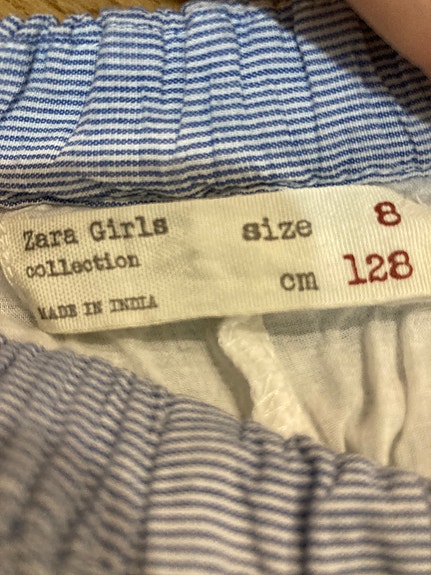 Zara Girls
collection
MADE IN INDIA
size 8
cm 128